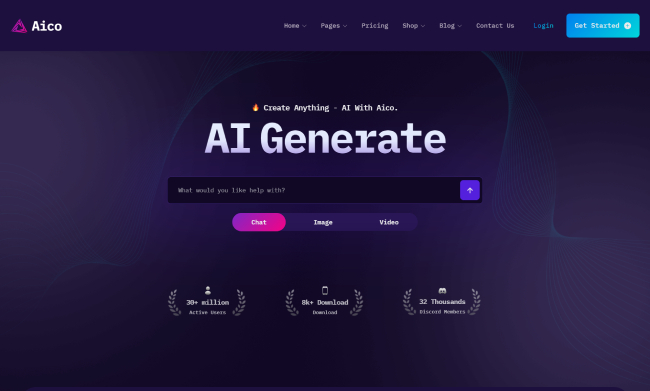 Aico
Home Pages Pricing Shop Blog Contact Us Login Get Started
🔥 Create Anything - AI With Aico.
AI Generate
What would you like help with?
Chat Image Video
30+ million 8k+ Download 32 Thousands
Active Users Download Discord Members